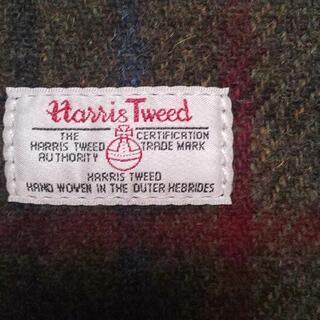 Harris Tweed
THE CERTIFICATION
HARRIS TWEED TRADE MARK
AUTHORITY
HARRIS TWEED
HAND WOVEN IN THE OUTER HEBRIDES